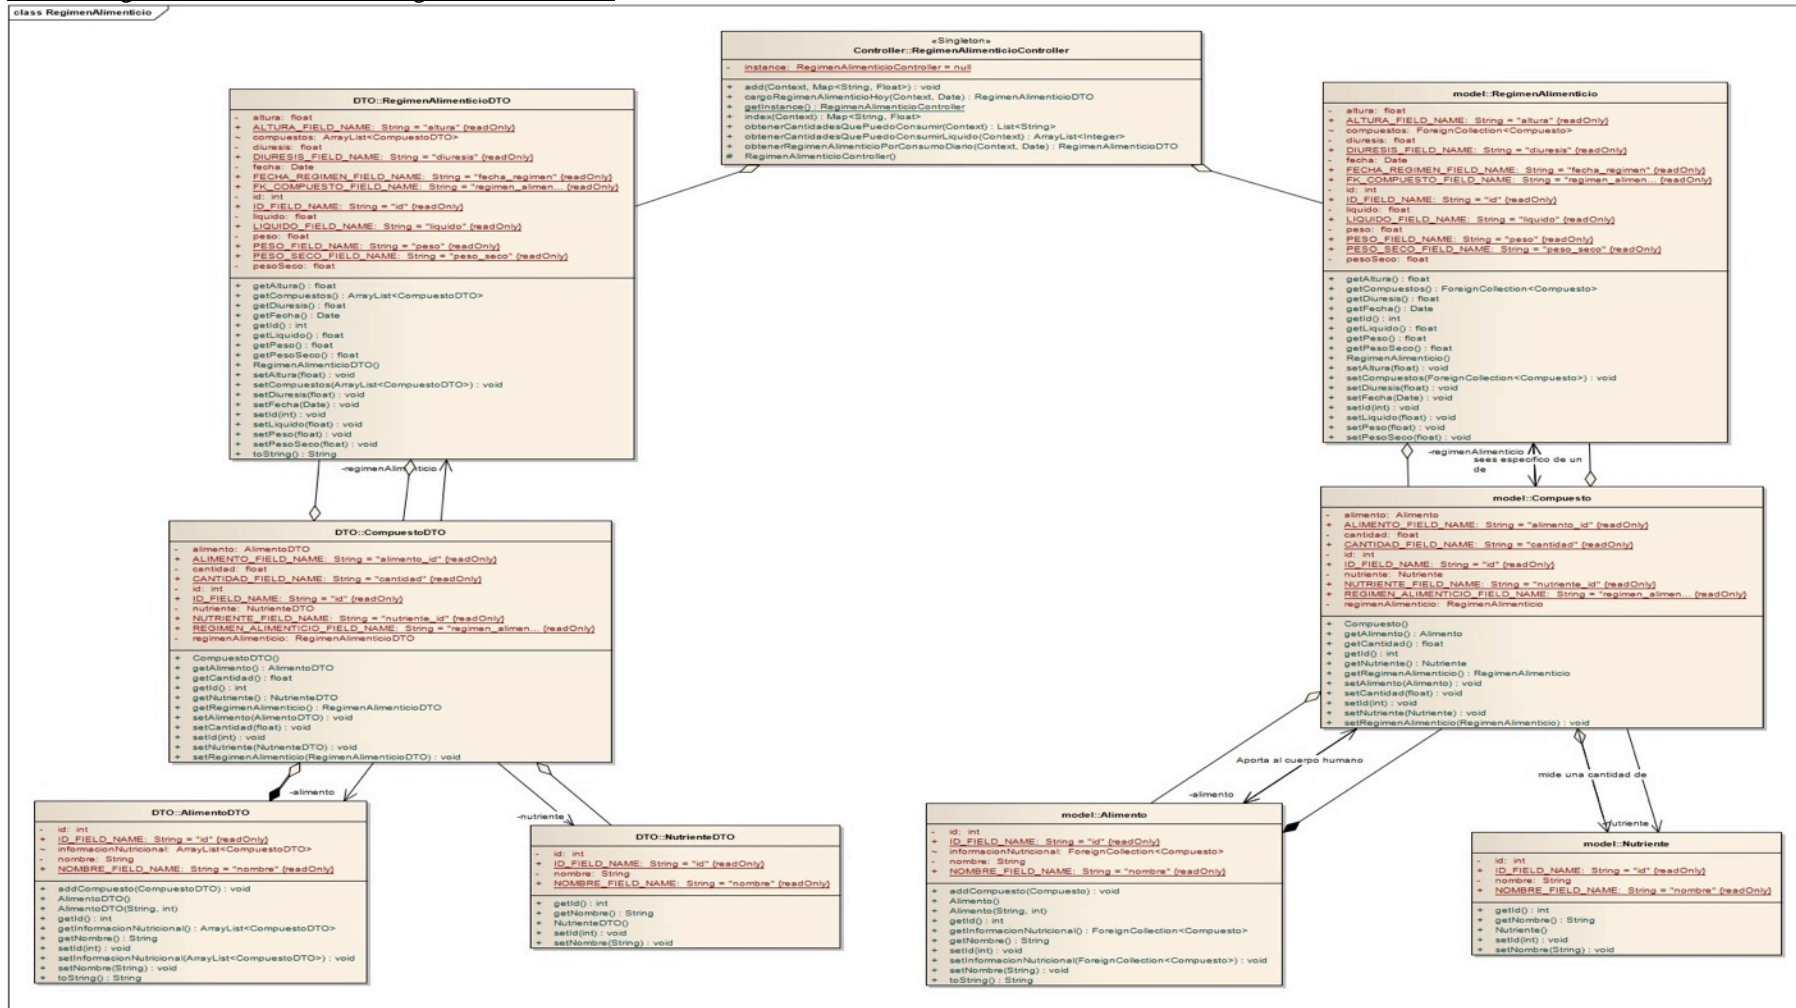 class RegimenAlimenticio
«Singleton»
Controller::RegimenAlimenticioController
- instance: RegimenAlimenticioController = null
+ add(Context, Map<String, Float>) : void
+ cargoRegimenAlimenticioHoy(Context, Date) : RegimenAlimenticioDTO
+ getInstance() : RegimenAlimenticioController
+ index(Context) : Map<String, Float>
+ obtenerCantidadesQuePuedoConsumir(Context) : List<String>
+ obtenerCantidadesQuePuedoConsumirLiquido(Context) : ArrayList<Integer>
+ obtenerRegimenAlimenticioPorConsumoDiario(Context, Date) : RegimenAlimenticioDTO
# RegimenAlimenticioController()
DTO::RegimenAlimenticioDTO
- altura: float
+ ALTURA_FIELD_NAME: String = "altura" {readOnly}
~ compuestos: ArrayList<CompuestoDTO>
- diuresis: float
+ DIURESIS_FIELD_NAME: String = "diuresis" {readOnly}
- fecha: Date
+ FECHA_REGIMEN_FIELD_NAME: String = "fecha_regimen" {readOnly}
+ FK_COMPUESTO_FIELD_NAME: String = "regimen_alimen... {readOnly}
- id: int
+ ID_FIELD_NAME: String = "id" {readOnly}
- liquido: float
+ LIQUIDO_FIELD_NAME: String = "liquido" {readOnly}
- peso: float
+ PESO_FIELD_NAME: String = "peso" {readOnly}
+ PESO_SECO_FIELD_NAME: String = "peso_seco" {readOnly}
- pesoSeco: float
+ getAltura() : float
+ getCompuestos() : ArrayList<CompuestoDTO>
+ getDiuresis() : float
+ getFecha() : Date
+ getId() : int
+ getLiquido() : float
+ getPeso() : float
+ getPesoSeco() : float
+ RegimenAlimenticioDTO()
+ setAltura(float) : void
+ setCompuestos(ArrayList<CompuestoDTO>) : void
+ setDiuresis(float) : void
+ setFecha(Date) : void
+ setId(int) : void
+ setLiquido(float) : void
+ setPeso(float) : void
+ setPesoSeco(float) : void
+ toString() : String
model::RegimenAlimenticio
- altura: float
+ ALTURA_FIELD_NAME: String = "altura" {readOnly}
~ compuestos: ForeignCollection<Compuesto>
- diuresis: float
+ DIURESIS_FIELD_NAME: String = "diuresis" {readOnly}
- fecha: Date
+ FECHA_REGIMEN_FIELD_NAME: String = "fecha_regimen" {readOnly}
+ FK_COMPUESTO_FIELD_NAME: String = "regimen_alimen... {readOnly}
- id: int
+ ID_FIELD_NAME: String = "id" {readOnly}
- liquido: float
+ LIQUIDO_FIELD_NAME: String = "liquido" {readOnly}
- peso: float
+ PESO_FIELD_NAME: String = "peso" {readOnly}
+ PESO_SECO_FIELD_NAME: String = "peso_seco" {readOnly}
- pesoSeco: float
+ getAltura() : float
+ getCompuestos() : ForeignCollection<Compuesto>
+ getDiuresis() : float
+ getFecha() : Date
+ getId() : int
+ getLiquido() : float
+ getPeso() : float
+ getPesoSeco() : float
+ RegimenAlimenticio()
+ setAltura(float) : void
+ setCompuestos(ForeignCollection<Compuesto>) : void
+ setDiuresis(float) : void
+ setFecha(Date) : void
+ setId(int) : void
+ setLiquido(float) : void
+ setPeso(float) : void
+ setPesoSeco(float) : void
-regimenAlimenticio
-regimenAlimenticio
sees especifico de un
de
DTO::CompuestoDTO
- alimento: AlimentoDTO
+ ALIMENTO_FIELD_NAME: String = "alimento_id" {readOnly}
- cantidad: float
+ CANTIDAD_FIELD_NAME: String = "cantidad" {readOnly}
- id: int
+ ID_FIELD_NAME: String = "id" {readOnly}
- nutriente: NutrienteDTO
+ NUTRIENTE_FIELD_NAME: String = "nutriente_id" {readOnly}
+ REGIMEN_ALIMENTICIO_FIELD_NAME: String = "regimen_alimen... {readOnly}
- regimenAlimenticio: RegimenAlimenticioDTO
+ CompuestoDTO()
+ getAlimento() : AlimentoDTO
+ getCantidad() : float
+ getId() : int
+ getNutriente() : NutrienteDTO
+ getRegimenAlimenticio() : RegimenAlimenticioDTO
+ setAlimento(AlimentoDTO) : void
+ setCantidad(float) : void
+ setId(int) : void
+ setNutriente(NutrienteDTO) : void
+ setRegimenAlimenticio(RegimenAlimenticioDTO) : void
model::Compuesto
- alimento: Alimento
+ ALIMENTO_FIELD_NAME: String = "alimento_id" {readOnly}
- cantidad: float
+ CANTIDAD_FIELD_NAME: String = "cantidad" {readOnly}
- id: int
+ ID_FIELD_NAME: String = "id" {readOnly}
- nutriente: Nutriente
+ NUTRIENTE_FIELD_NAME: String = "nutriente_id" {readOnly}
+ REGIMEN_ALIMENTICIO_FIELD_NAME: String = "regimen_alimen... {readOnly}
- regimenAlimenticio: RegimenAlimenticio
+ Compuesto()
+ getAlimento() : Alimento
+ getCantidad() : float
+ getId() : int
+ getNutriente() : Nutriente
+ getRegimenAlimenticio() : RegimenAlimenticio
+ setAlimento(Alimento) : void
+ setCantidad(float) : void
+ setId(int) : void
+ setNutriente(Nutriente) : void
+ setRegimenAlimenticio(RegimenAlimenticio) : void
-alimento
-nutriente
Aporta al cuerpo humano
-alimento
mide una cantidad de
-nutriente
DTO::AlimentoDTO
- id: int
+ ID_FIELD_NAME: String = "id" {readOnly}
~ informacionNutricional: ArrayList<CompuestoDTO>
- nombre: String
+ NOMBRE_FIELD_NAME: String = "nombre" {readOnly}
+ addCompuesto(CompuestoDTO) : void
+ AlimentoDTO()
+ AlimentoDTO(String, int)
+ getId() : int
+ getInformacionNutricional() : ArrayList<CompuestoDTO>
+ getNombre() : String
+ setId(int) : void
+ setInformacionNutricional(ArrayList<CompuestoDTO>) : void
+ setNombre(String) : void
+ toString() : String
DTO::NutrienteDTO
- id: int
+ ID_FIELD_NAME: String = "id" {readOnly}
- nombre: String
+ NOMBRE_FIELD_NAME: String = "nombre" {readOnly}
+ getId() : int
+ getNombre() : String
+ NutrienteDTO()
+ setId(int) : void
+ setNombre(String) : void
model::Alimento
- id: int
+ ID_FIELD_NAME: String = "id" {readOnly}
~ informacionNutricional: ForeignCollection<Compuesto>
- nombre: String
+ NOMBRE_FIELD_NAME: String = "nombre" {readOnly}
+ addCompuesto(Compuesto) : void
+ Alimento()
+ Alimento(String, int)
+ getId() : int
+ getInformacionNutricional() : ForeignCollection<Compuesto>
+ getNombre() : String
+ setId(int) : void
+ setInformacionNutricional(ForeignCollection<Compuesto>) : void
+ setNombre(String) : void
+ toString() : String
model::Nutriente
- id: int
+ ID_FIELD_NAME: String = "id" {readOnly}
- nombre: String
+ NOMBRE_FIELD_NAME: String = "nombre" {readOnly}
+ getId() : int
+ getNombre() : String
+ Nutriente()
+ setId(int) : void
+ setNombre(String) : void